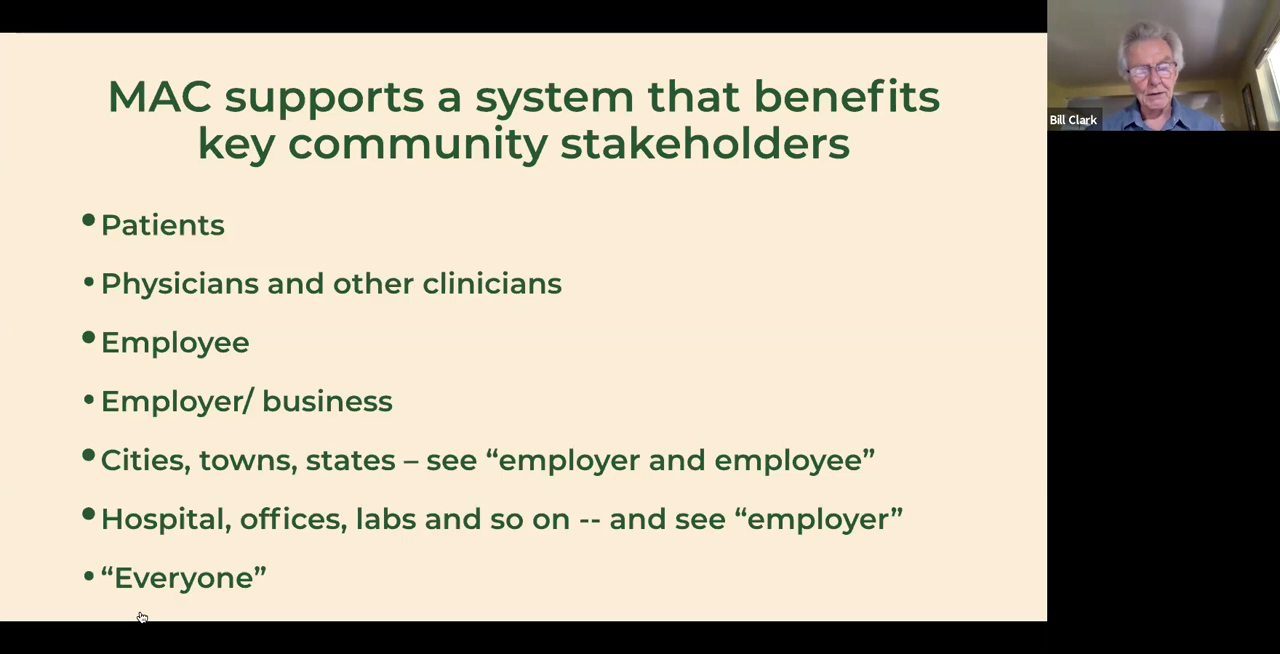 MAC supports a system that benefits
key community stakeholders
• Patients
• Physicians and other clinicians
• Employee
• Employer/ business
• Cities, towns, states – see “employer and employee”
• Hospital, offices, labs and so on -- and see “employer”
• “Everyone”
Bill Clark